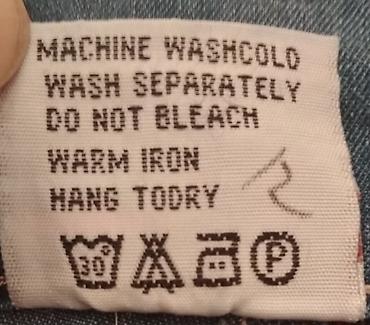 MACHINE WASHCOLD
WASH SEPARATELY
DO NOT BLEACH
WARM IRON
HANG TODRY
30°
P